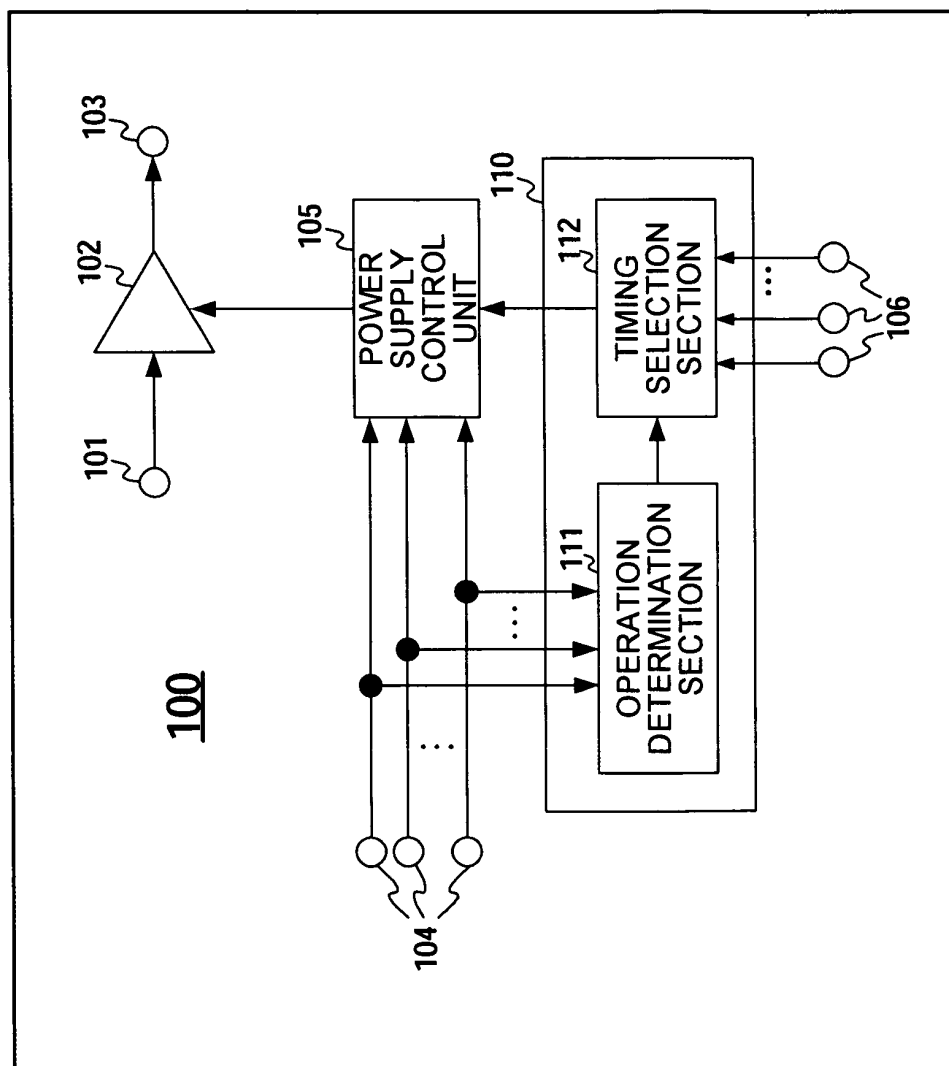 100
101
102
103
104
105
POWER
SUPPLY
CONTROL
UNIT
110
111
OPERATION
DETERMINATION
SECTION
112
TIMING
SELECTION
SECTION
106